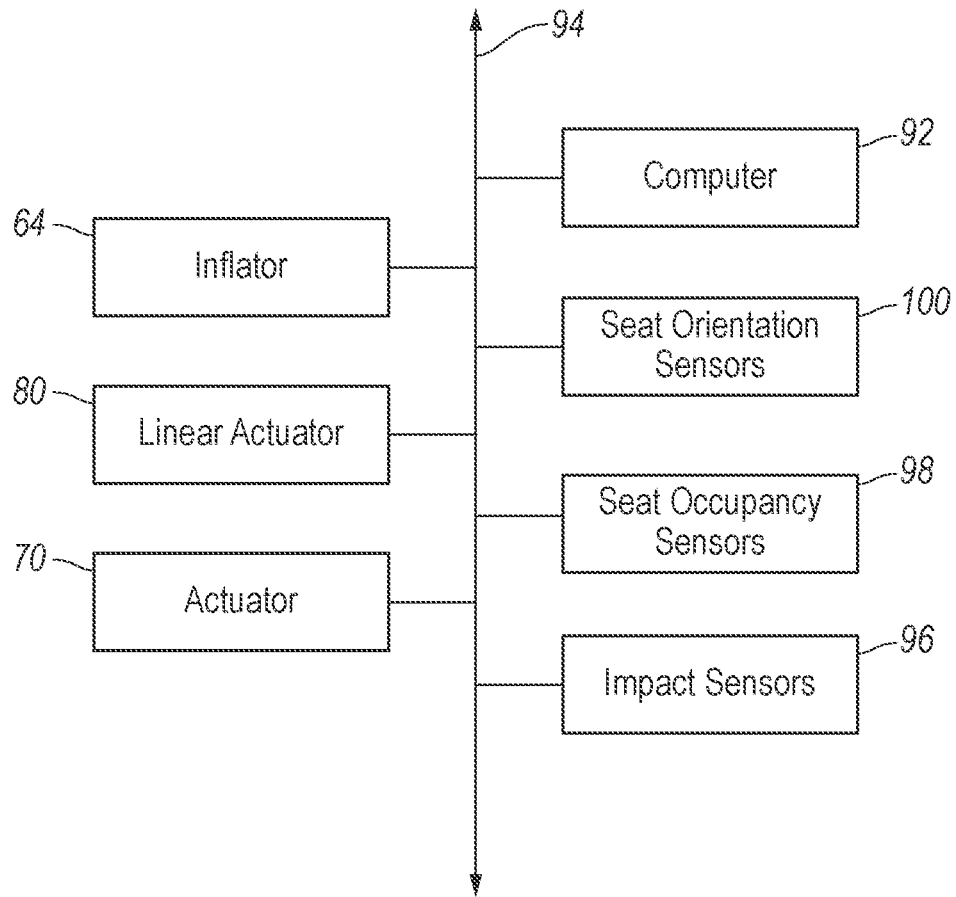 94
92
Computer
64
Inflator
100
Seat Orientation
Sensors
80
Linear Actuator
98
Seat Occupancy
Sensors
70
Actuator
96
Impact Sensors